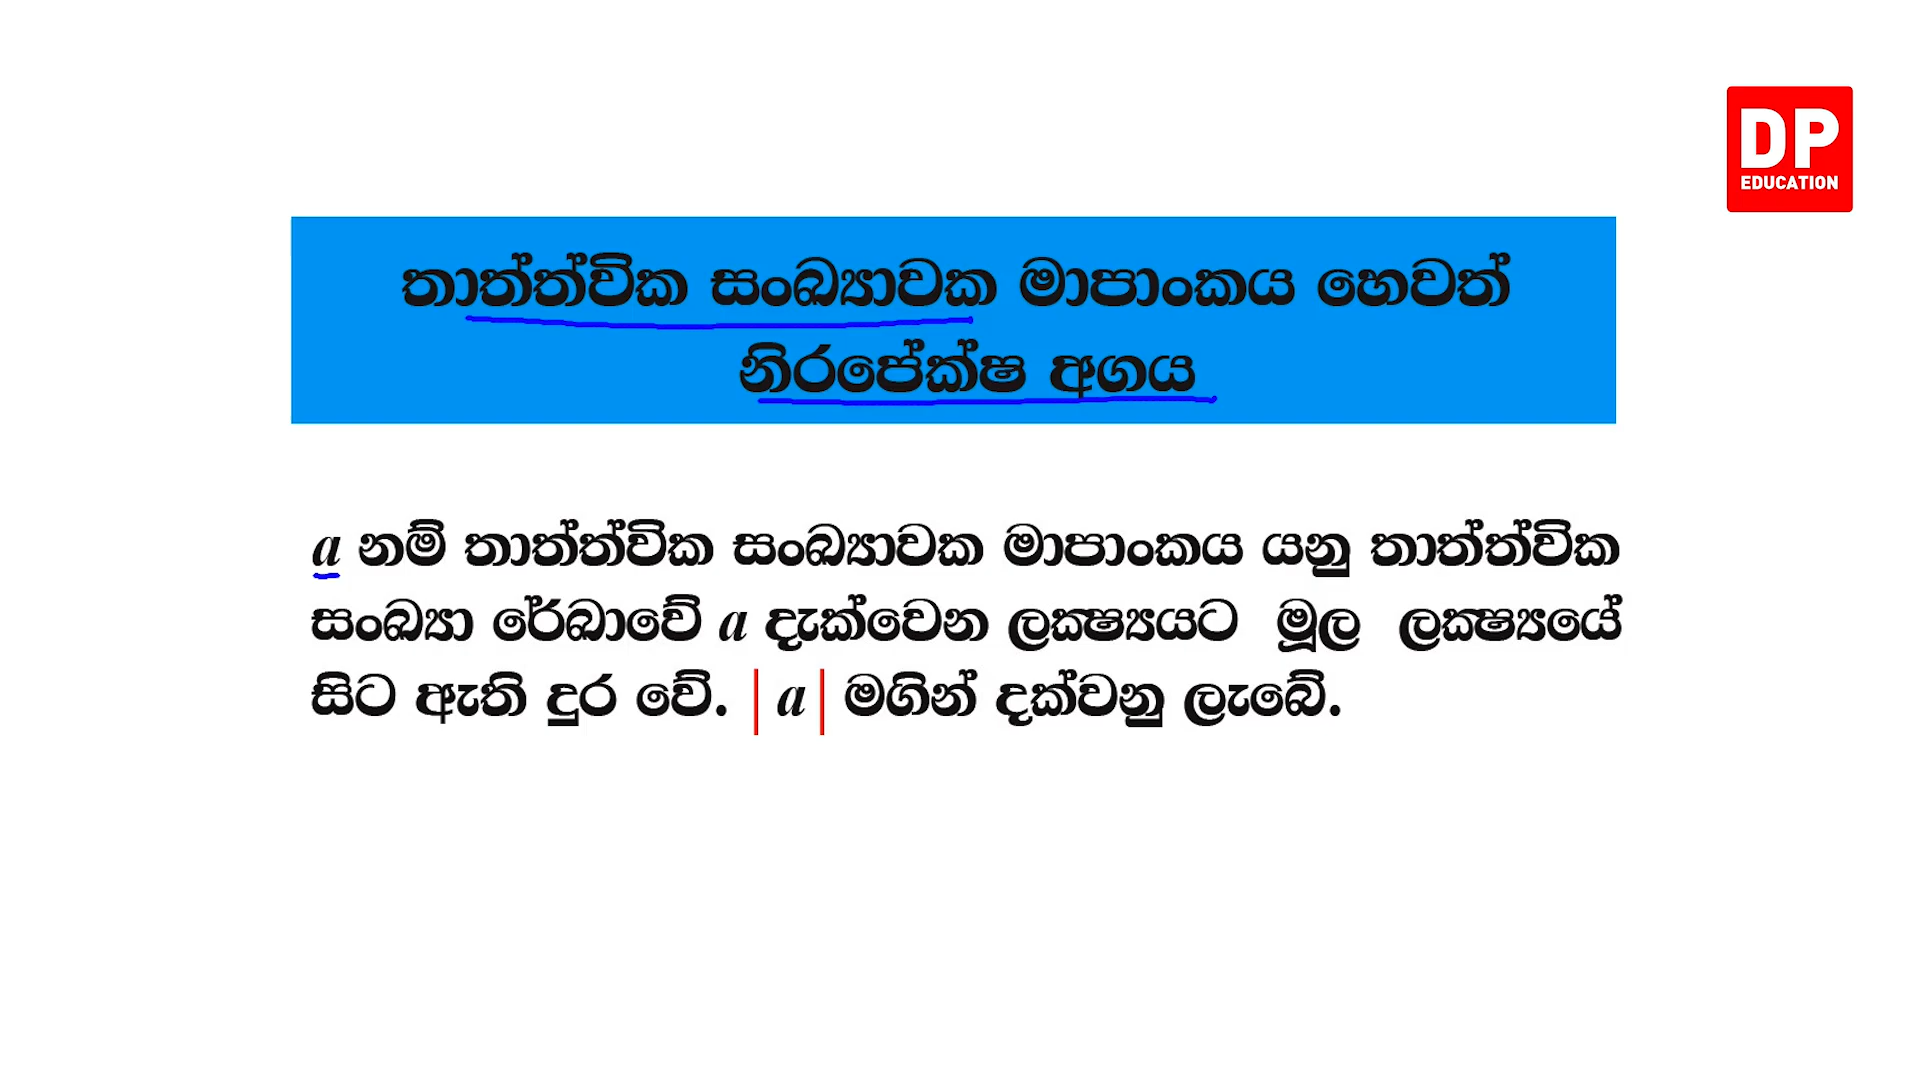 DP
EDUCATION
තාත්ත්වික සංඛ්‍යාවක මාපාංකය හෙවත්
නිරපේක්ෂ අගය
a නම් තාත්ත්වික සංඛ්‍යාවක මාපාංකය යනු තාත්ත්වික
සංඛ්‍යා රේඛාවේ a දැක්වෙන ලක්‍ෂ්‍යයට මූල ලක්‍ෂ්‍යයේ
සිට ඇති දුර වේ. | a | මගින් දක්වනු ලැබේ.